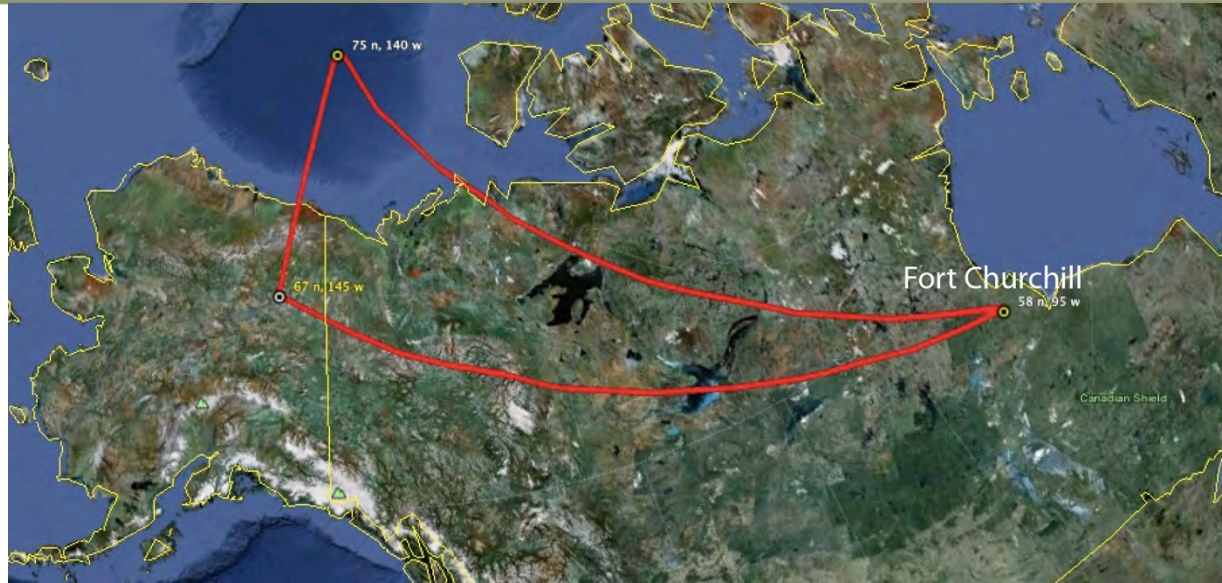 75 n, 140 w
67 n, 145 w
Fort Churchill
58 n, 95 w
Canadian Shield